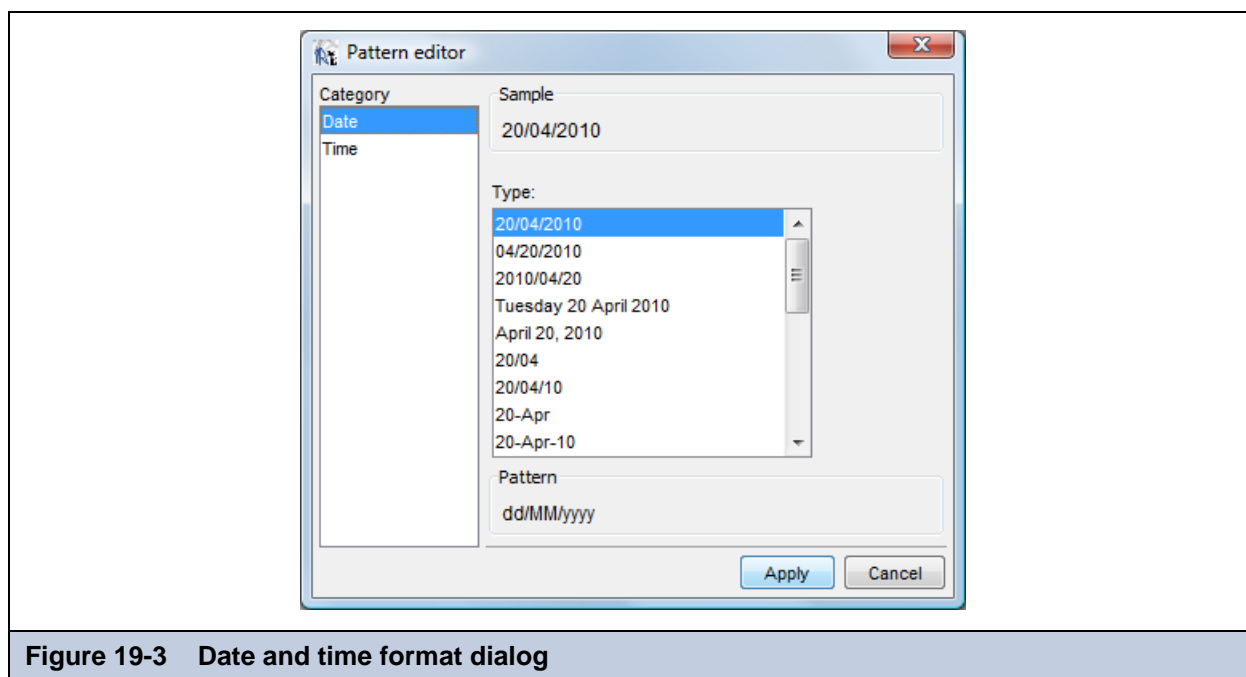 Pattern editor
Category
Date
Time
Sample
20/04/2010
Type:
20/04/2010
04/20/2010
2010/04/20
Tuesday 20 April 2010
April 20, 2010
20/04
20/04/10
20-Apr
20-Apr-10
Pattern
dd/MM/yyyy
Apply
Cancel
Figure 19-3 Date and time format dialog